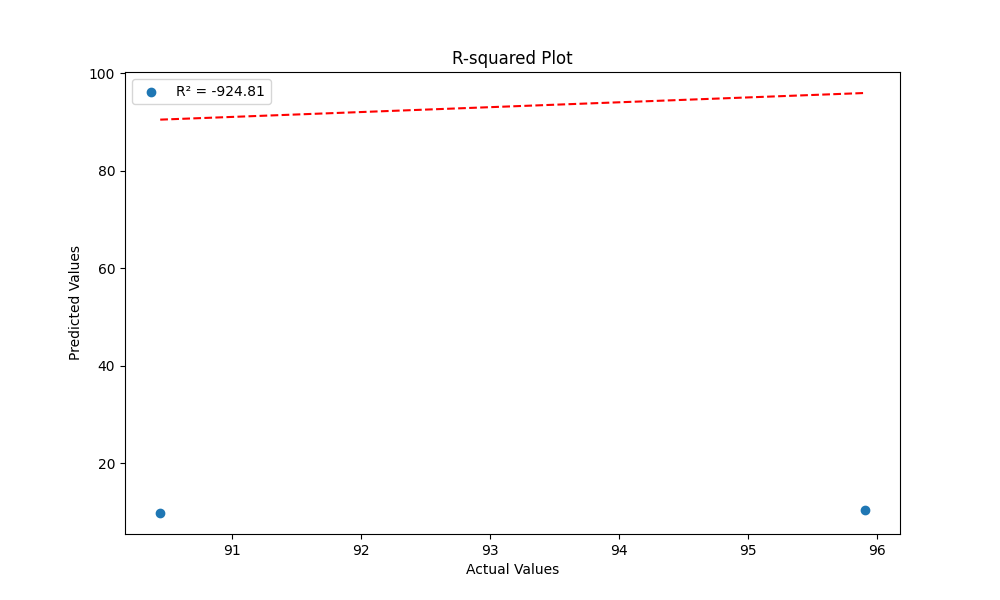 R-squared Plot
R² = -924.81
100
80
60
40
20
Predicted Values
91 92 93 94 95 96
Actual Values